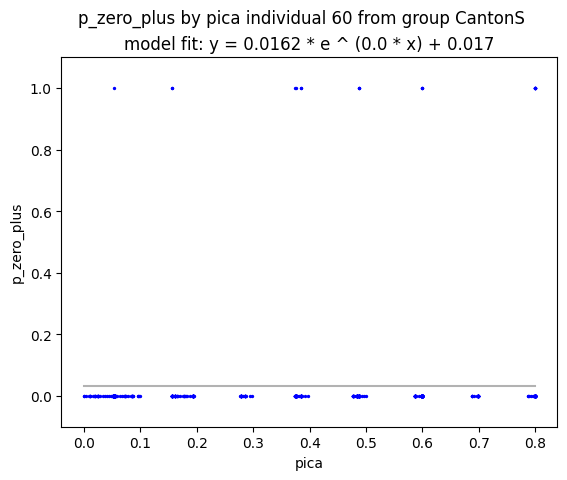 p_zero_plus by pica individual 60 from group CantonS
model fit: y = 0.0162 * e ^ (0.0 * x) + 0.017
p_zero_plus
1.0
0.8
0.6
0.4
0.2
0.0
0.0 0.1 0.2 0.3 0.4 0.5 0.6 0.7 0.8
pica